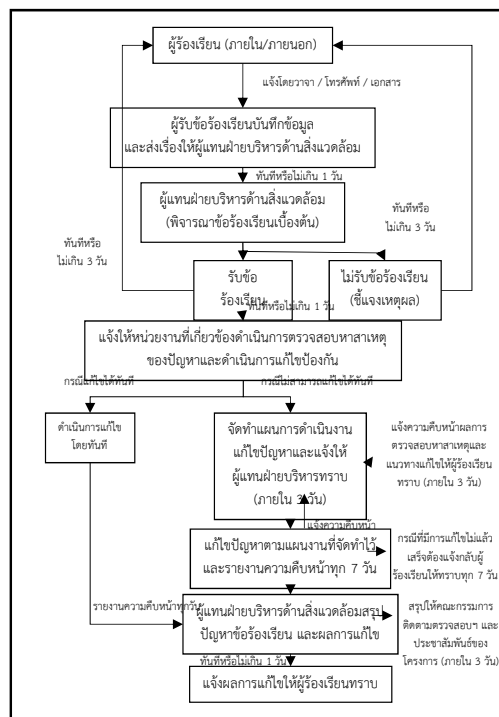 ผู้ร้องเรียน (ภายใน/ภายนอก)
แจ้งโดยวาจา / โทรศัพท์ / เอกสาร
ผู้รับข้อร้องเรียนบันทึกข้อมูล
และส่งเรื่องให้ผู้แทนฝ่ายบริหารด้านสิ่งแวดล้อม
ทันทีหรือไม่เกิน 1 วัน
ผู้แทนฝ่ายบริหารด้านสิ่งแวดล้อม
(พิจารณาข้อร้องเรียนเบื้องต้น)
ทันทีหรือ
ไม่เกิน 3 วัน
ทันทีหรือ
ไม่เกิน 3 วัน
รับข้อ
ร้องเรียน
ไม่รับข้อร้องเรียน
(ชี้แจงเหตุผล)
ทันทีหรือไม่เกิน 1 วัน
แจ้งให้หน่วยงานที่เกี่ยวข้องดำเนินการตรวจสอบหาสาเหตุ
ของปัญหาและดำเนินการแก้ไขป้องกัน
กรณีแก้ไขได้ทันที
กรณีไม่สามารถแก้ไขได้ทันที
ดำเนินการแก้ไข
โดยทันที
จัดทำแผนการดำเนินงาน
แก้ไขปัญหาและแจ้งให้
ผู้แทนฝ่ายบริหารทราบ
(ภายใน 3 วัน)
แจ้งความคืบหน้าผลการ
ตรวจสอบหาสาเหตุและ
แนวทางแก้ไขให้ผู้ร้องเรียน
ทราบ (ภายใน 3 วัน)
แจ้งความคืบหน้า
แก้ไขปัญหาตามแผนงานที่จัดทำไว้
และรายงานความคืบหน้าทุก 7 วัน
กรณีที่มีการแก้ไขไม่แล้ว
เสร็จต้องแจ้งกลับผู้
ร้องเรียนให้ทราบทุก 7 วัน
รายงานความคืบหน้าทุกวัน
ผู้แทนฝ่ายบริหารด้านสิ่งแวดล้อมสรุป
ปัญหาข้อร้องเรียน และผลการแก้ไข
สรุปให้คณะกรรมการ
ติดตามตรวจสอบฯ และ
ประชาสัมพันธ์ของ
โครงการ (ภายใน 3 วัน)
ทันทีหรือไม่เกิน 1 วัน
แจ้งผลการแก้ไขให้ผู้ร้องเรียนทราบ